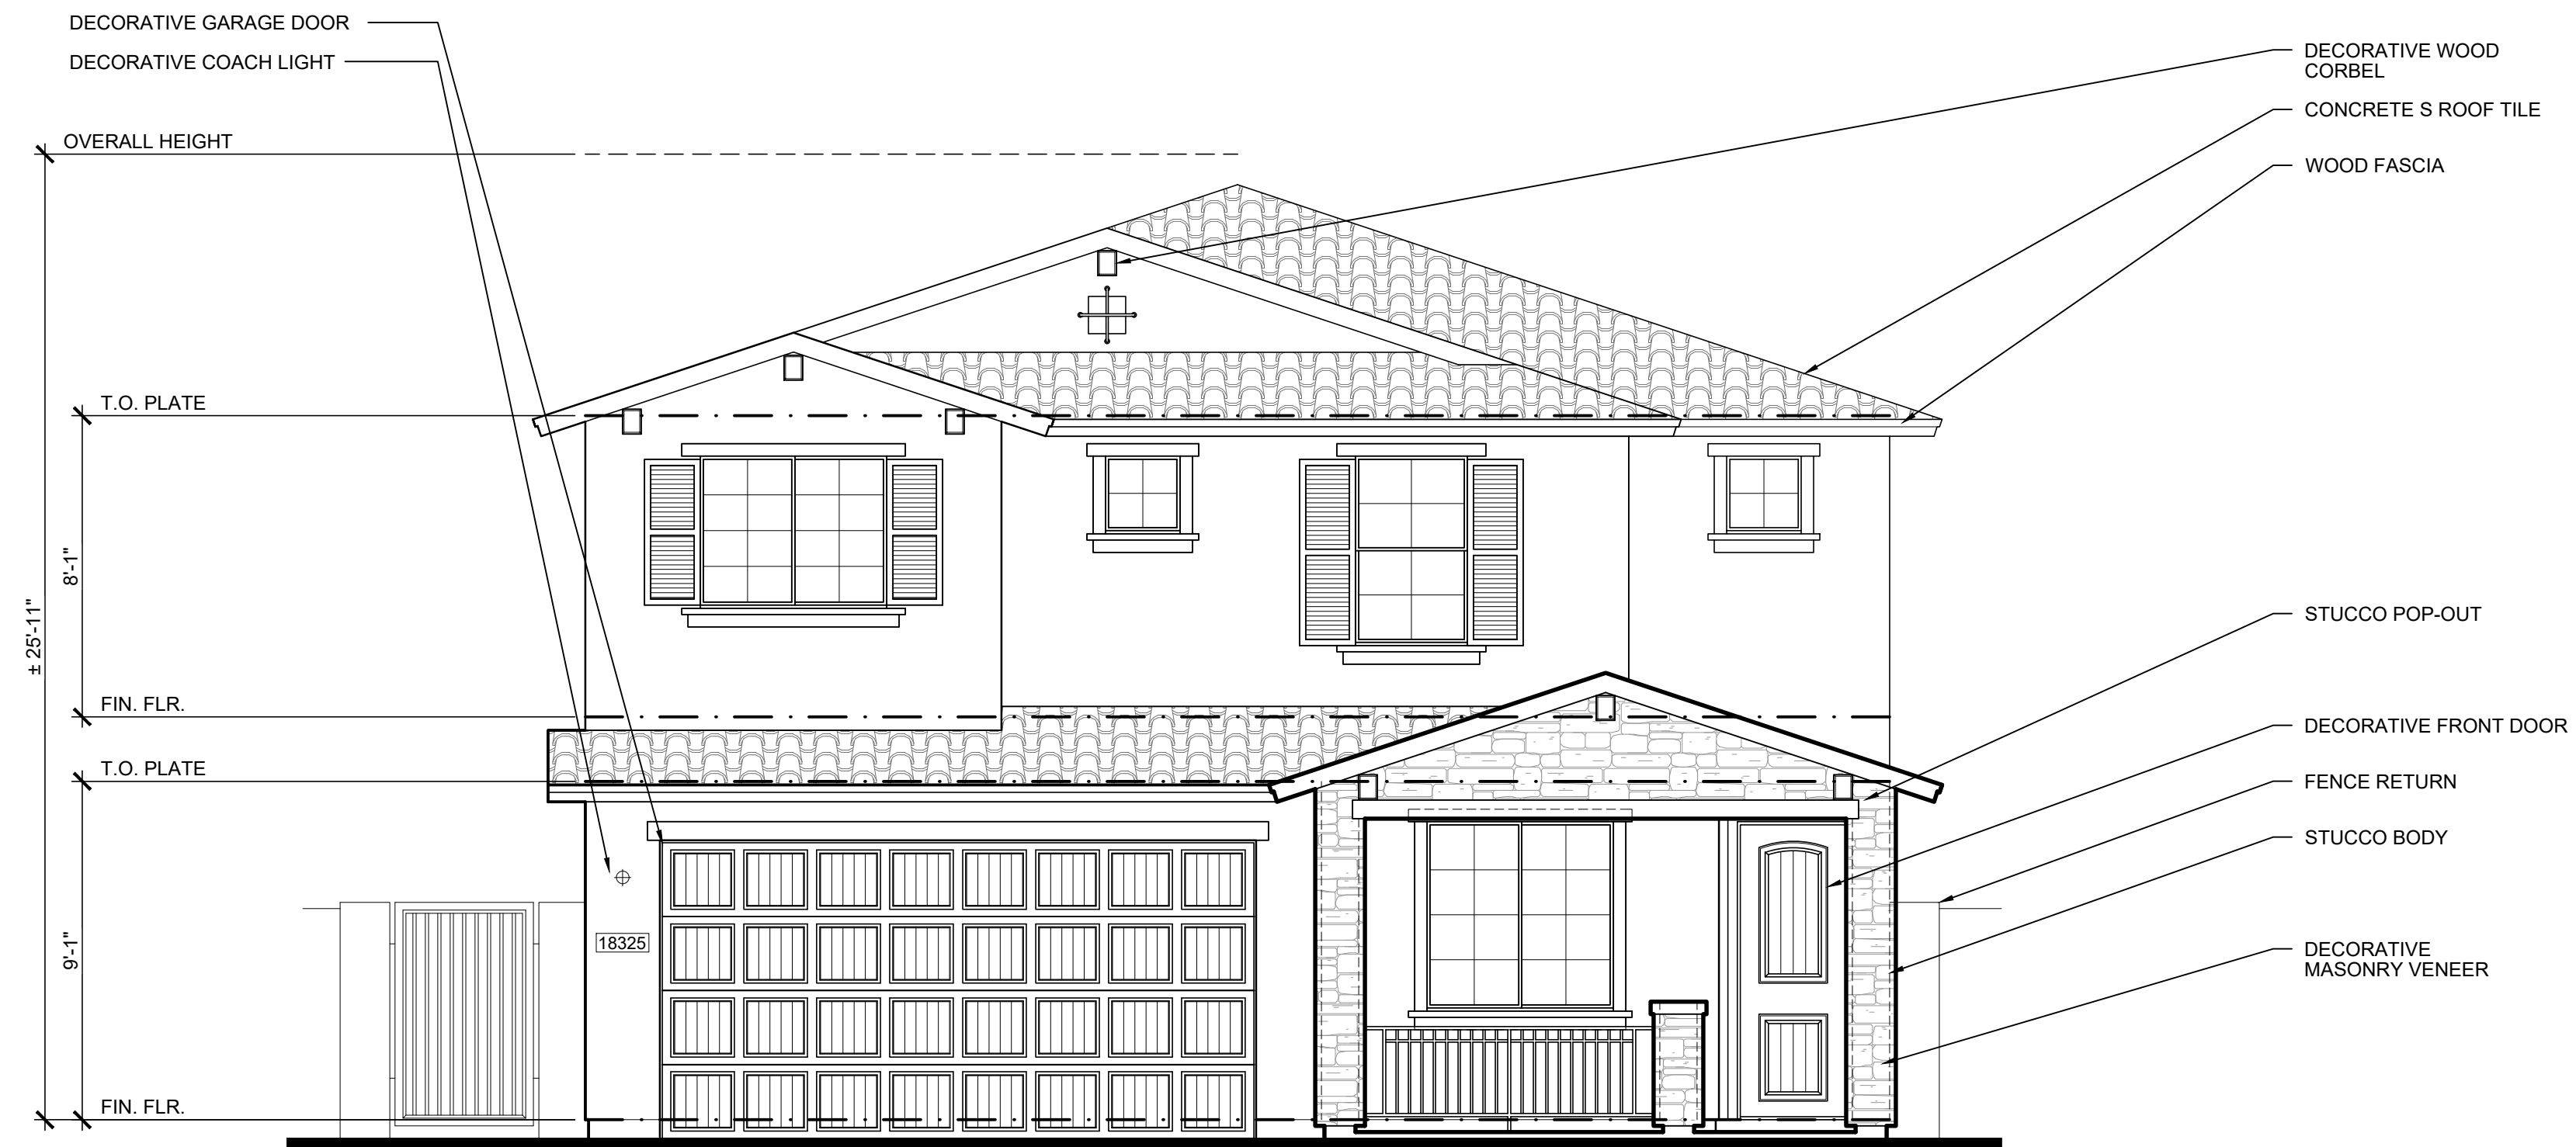 DECORATIVE GARAGE DOOR
DECORATIVE COACH LIGHT
OVERALL HEIGHT
T.O. PLATE
8'-1"
± 25'-11"
FIN. FLR.
T.O. PLATE
9'-1"
FIN. FLR.
18325
DECORATIVE WOOD
CORBEL
CONCRETE S ROOF TILE
WOOD FASCIA
STUCCO POP-OUT
DECORATIVE FRONT DOOR
FENCE RETURN
STUCCO BODY
DECORATIVE
MASONRY VENEER